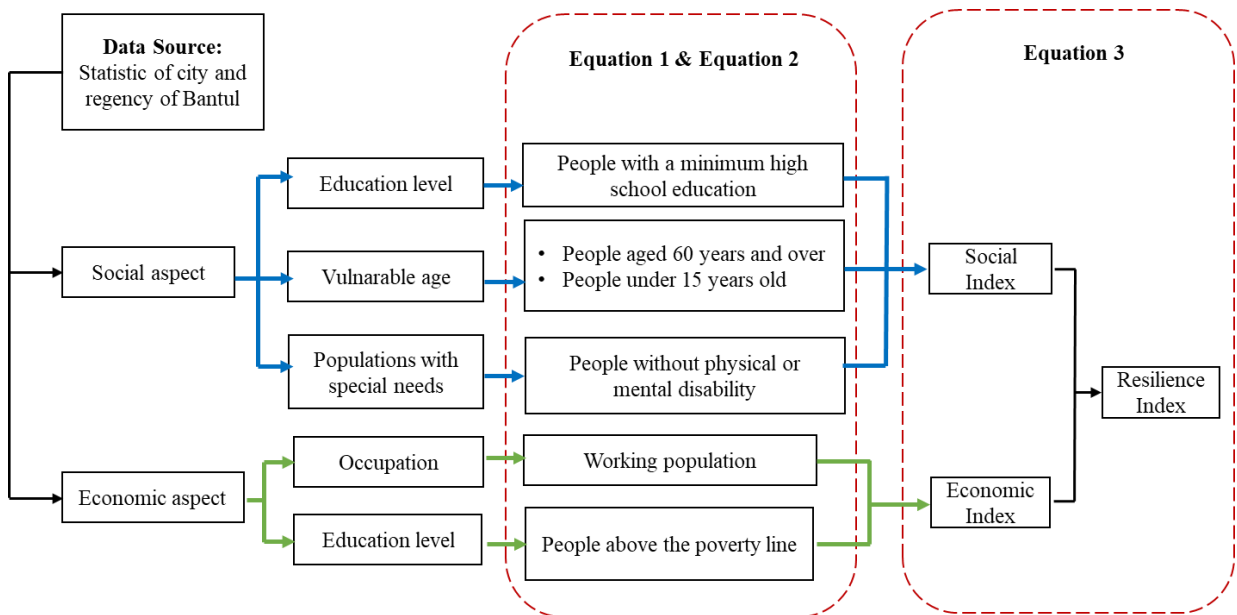 Data Source:
Statistic of city and
regency of Bantul
Equation 1 & Equation 2
Equation 3
Education level
People with a minimum high
school education
Social aspect
Vulnarable age
• People aged 60 years and over
• People under 15 years old
Social
Index
Populations with
special needs
People without physical or
mental disability
Resilience
Index
Economic aspect
Occupation
Working population
Economic
Index
Education level
People above the poverty line